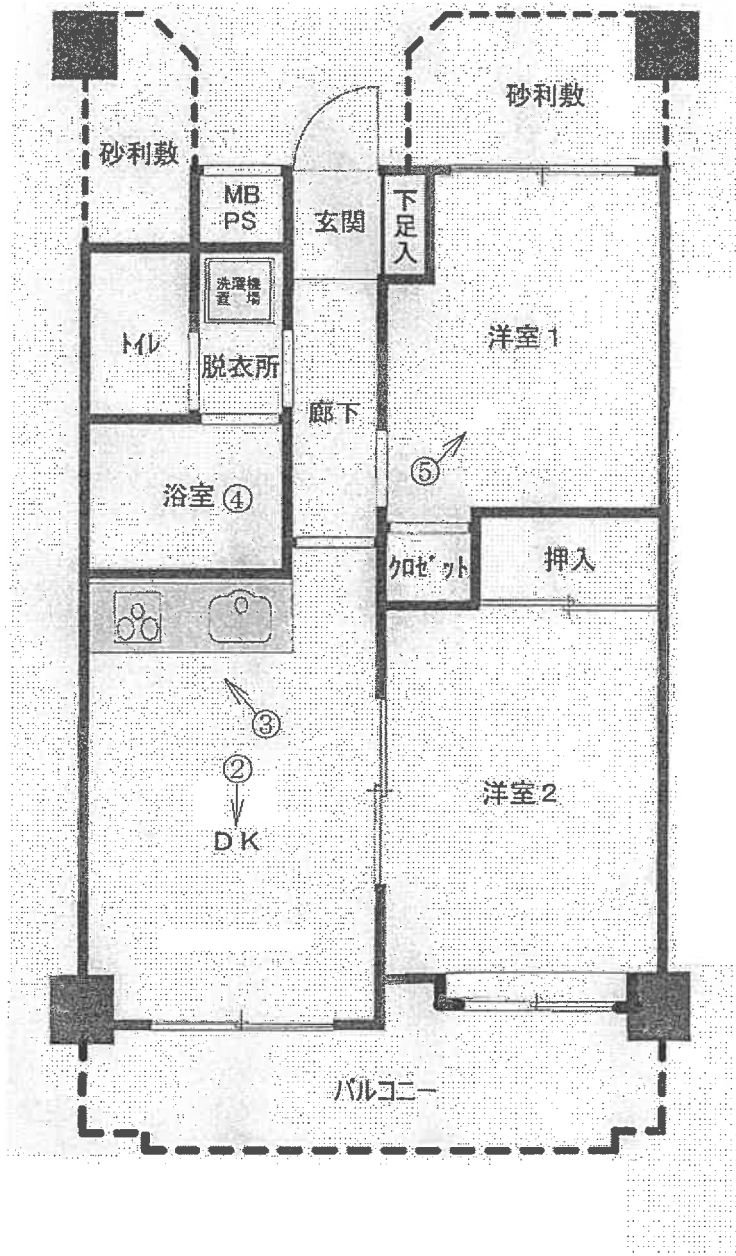 砂利敷
砂利敷
MB
PS
玄関
下足入
洗濯機
置場
トイレ
脱衣所
洋室1
廊下
⑤
浴室④
クロゼット
押入
③
②
DK
洋室2
バルコニー